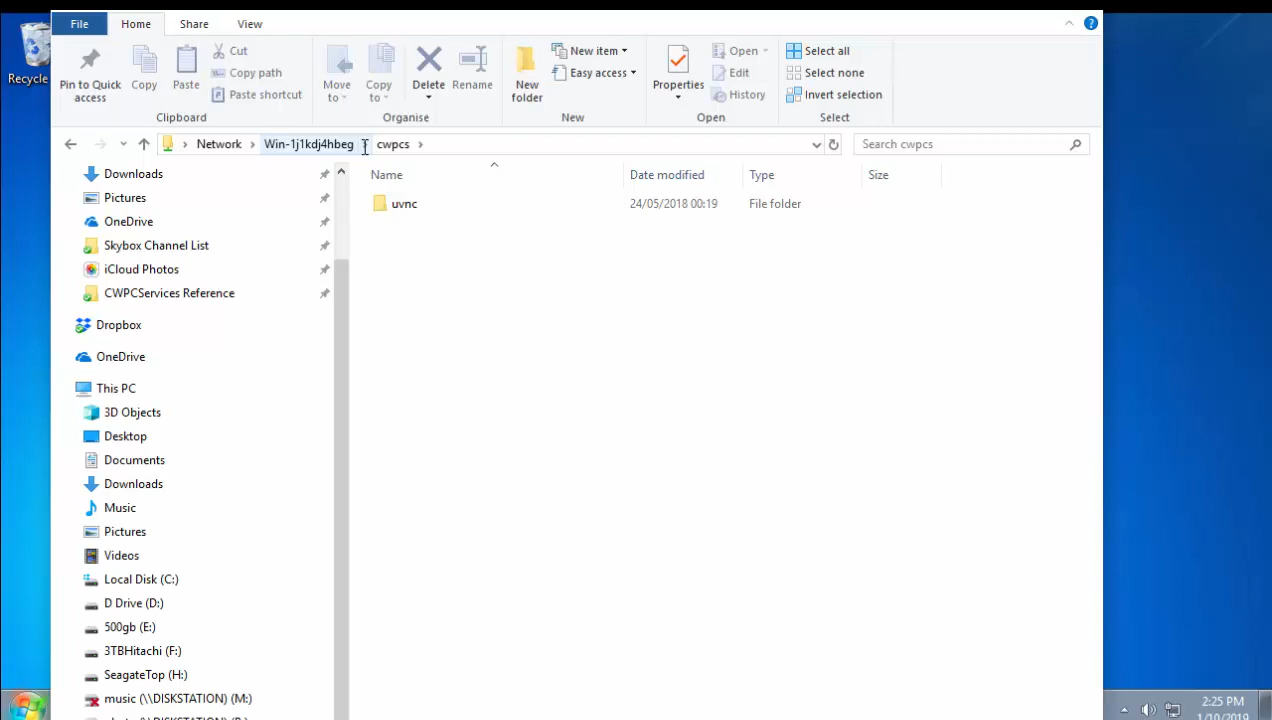 File Home Share View
Recycle
Pin to Quick access
Copy
Paste
Cut
Copy path
Paste shortcut
Clipboard
Move to
Copy to
Delete
Rename
Organise
New folder
New item
Easy access
New
Properties
Open
Edit
History
Open
Select all
Select none
Invert selection
Select
Network Win-1j1kdj4hbeg cwpcs
Search cwpcs
Name Date modified Type Size
uvnc 24/05/2018 00:19 File folder
Downloads
Pictures
OneDrive
Skybox Channel List
iCloud Photos
CWPCServices Reference
Dropbox
OneDrive
This PC
3D Objects
Desktop
Documents
Downloads
Music
Pictures
Videos
Local Disk (C:)
D Drive (D:)
500gb (E:)
3TBHitachi (F:)
SeagateTop (H:)
music (\\DISKSTATION) (M:)
2:25 PM
1/10/2019